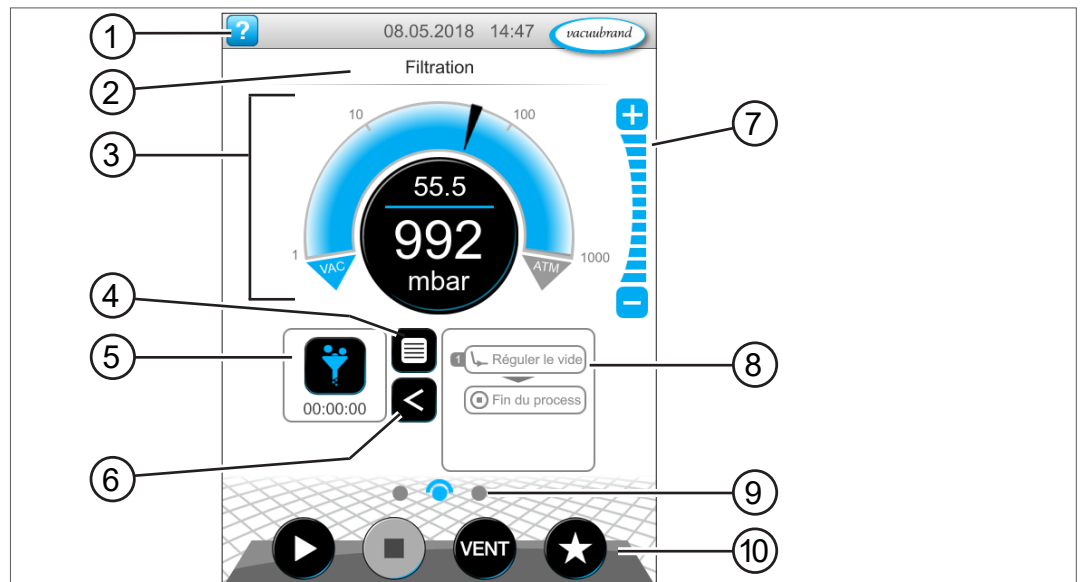 1
?
08.05.2018 14:47
vacuubrand
2
Filtration
3
10
100
+
7
55.5
992
mbar
1
VAC
ATM
1000
−
4
5
1 Réguler le vide
8
00:00:00
<
Fin du process
6
9
VENT
10